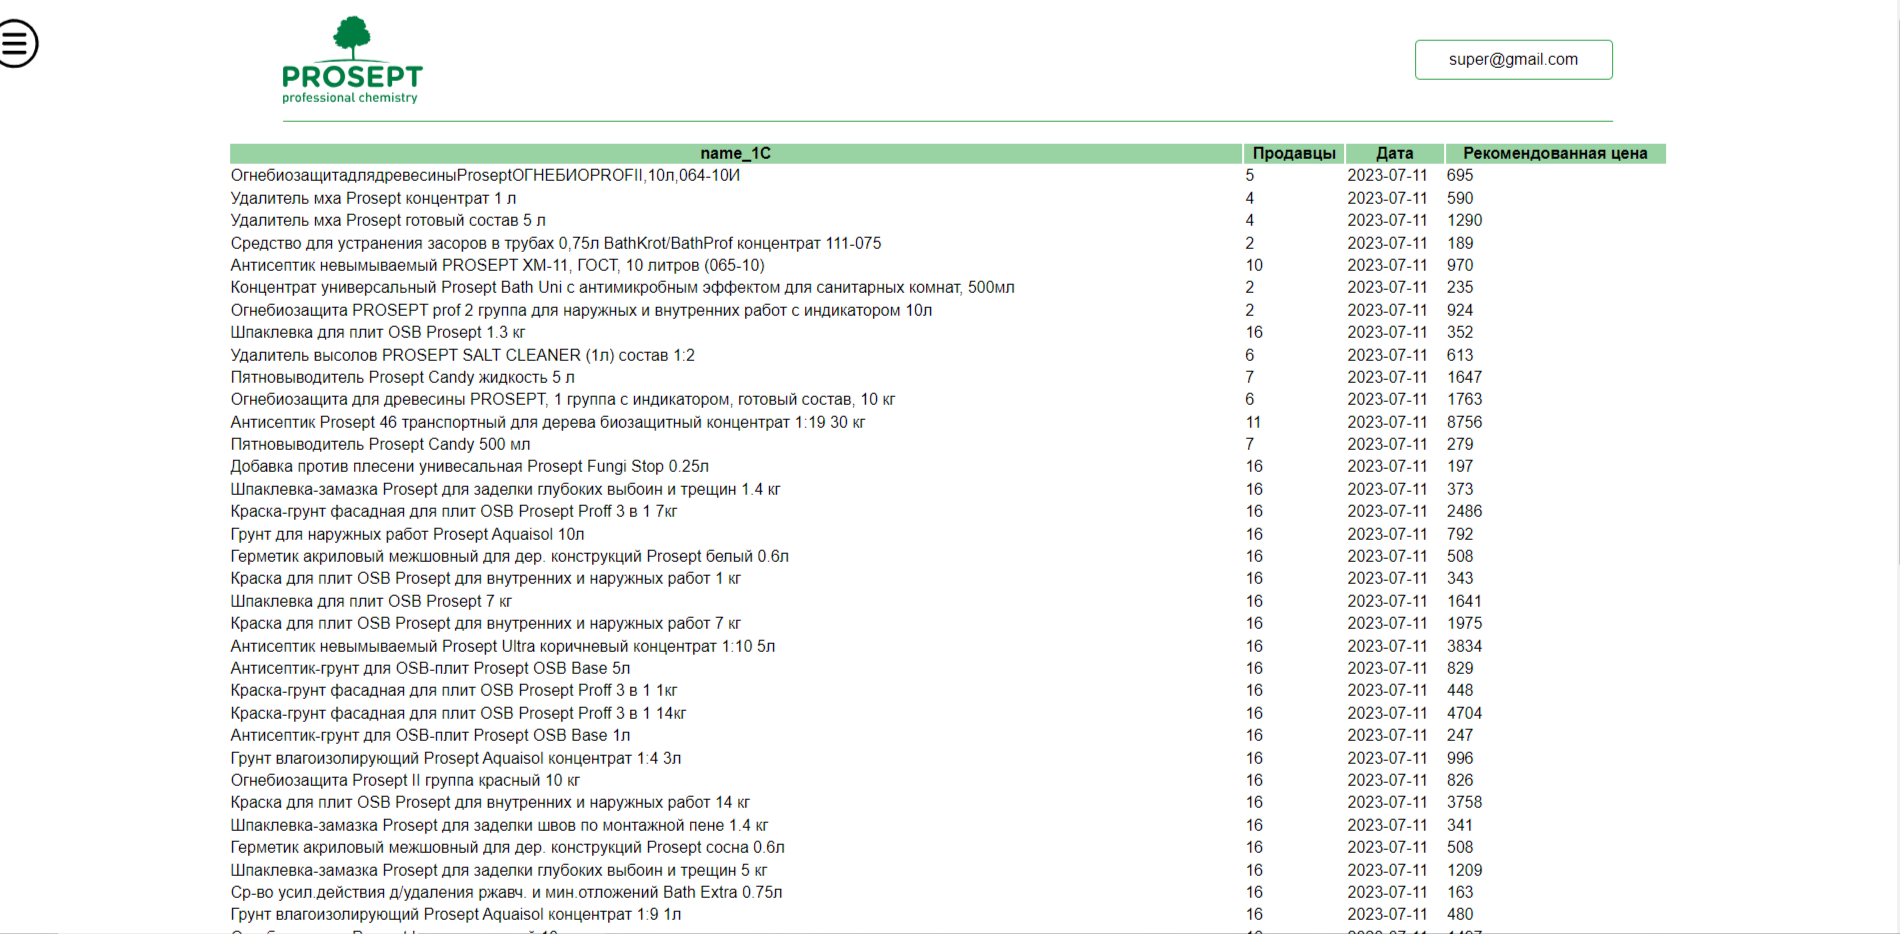 PROSEPT
professional chemistry
super@gmail.com
name_1C Продавцы Дата Рекомендованная цена
ОгнебиозащитадлядревесиныProseptОГНЕБИОPROFII,10л,064-10И 5 2023-07-11 695
Удалитель мха Prosept концентрат 1 л 4 2023-07-11 590
Удалитель мха Prosept готовый состав 5 л 4 2023-07-11 1290
Средство для устранения засоров в трубах 0,75л BathKrot/BathProf концентрат 111-075 2 2023-07-11 189
Антисептик невымываемый PROSEPT ХМ-11, ГОСТ, 10 литров (065-10) 10 2023-07-11 970
Концентрат универсальный Prosept Bath Uni с антимикробным эффектом для санитарных комнат, 500мл 2 2023-07-11 235
Огнебиозащита PROSEPT prof 2 группа для наружных и внутренних работ с индикатором 10л 2 2023-07-11 924
Шпаклевка для плит OSB Prosept 1.3 кг 16 2023-07-11 352
Удалитель высолов PROSEPT SALT CLEANER (1л) состав 1:2 6 2023-07-11 613
Пятновыводитель Prosept Candy жидкость 5 л 7 2023-07-11 1647
Огнебиозащита для древесины PROSEPT, 1 группа с индикатором, готовый состав, 10 кг 6 2023-07-11 1763
Антисептик Prosept 46 транспортный для дерева биозащитный концентрат 1:19 30 кг 11 2023-07-11 8756
Пятновыводитель Prosept Candy 500 мл 7 2023-07-11 279
Добавка против плесени унивесальная Prosept Fungi Stop 0.25л 16 2023-07-11 197
Шпаклевка-замазка Prosept для заделки глубоких выбоин и трещин 1.4 кг 16 2023-07-11 373
Краска-грунт фасадная для плит OSB Prosept Proff 3 в 1 7кг 16 2023-07-11 2486
Грунт для наружных работ Prosept Aquaisol 10л 16 2023-07-11 792
Герметик акриловый межшовный для дер. конструкций Prosept белый 0.6л 16 2023-07-11 508
Краска для плит OSB Prosept для внутренних и наружных работ 1 кг 16 2023-07-11 343
Шпаклевка для плит OSB Prosept 7 кг 16 2023-07-11 1641
Краска для плит OSB Prosept для внутренних и наружных работ 7 кг 16 2023-07-11 1975
Антисептик невымываемый Prosept Ultra коричневый концентрат 1:10 5л 16 2023-07-11 3834
Антисептик-грунт для OSB-плит Prosept OSB Base 5л 16 2023-07-11 829
Краска-грунт фасадная для плит OSB Prosept Proff 3 в 1 1кг 16 2023-07-11 448
Краска-грунт фасадная для плит OSB Prosept Proff 3 в 1 14кг 16 2023-07-11 4704
Антисептик-грунт для OSB-плит Prosept OSB Base 1л 16 2023-07-11 247
Грунт влагоизолирующий Prosept Aquaisol концентрат 1:4 3л 16 2023-07-11 996
Огнебиозащита Prosept II группа красный 10 кг 16 2023-07-11 826
Краска для плит OSB Prosept для внутренних и наружных работ 14 кг 16 2023-07-11 3758
Шпаклевка-замазка Prosept для заделки швов по монтажной пене 1.4 кг 16 2023-07-11 341
Герметик акриловый межшовный для дер. конструкций Prosept сосна 0.6л 16 2023-07-11 508
Шпаклевка-замазка Prosept для заделки глубоких выбоин и трещин 5 кг 16 2023-07-11 1209
Ср-во усил.действия д/удаления ржавч. и мин.отложений Bath Extra 0.75л 16 2023-07-11 163
Грунт влагоизолирующий Prosept Aquaisol концентрат 1:9 1л 16 2023-07-11 480